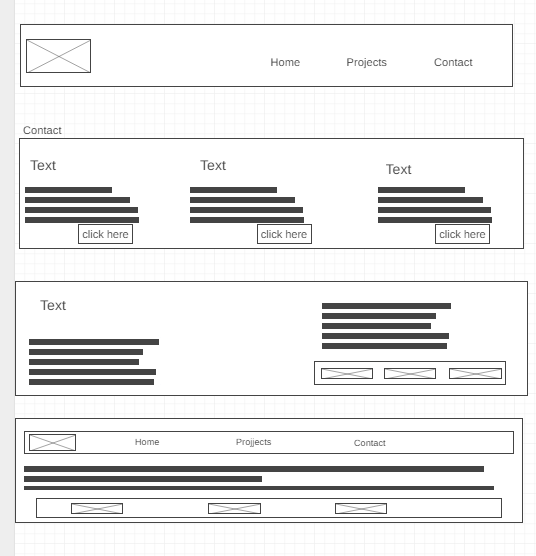 Home Projects Contact
Contact
Text Text Text
click here click here click here
Text
Home Projjects Contact